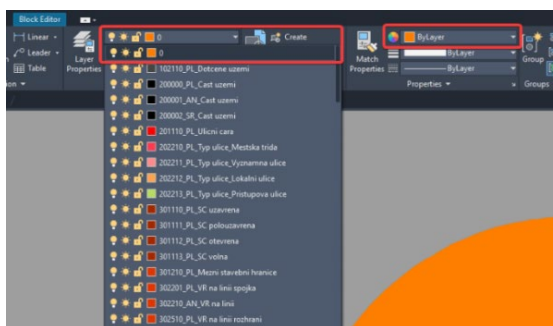 Block Editor
Linear
0
Create
ByLayer
Leader
Layer Properties
Match Properties
ByLayer
Group
Table
ByLayer
Properties
Groups
0
102110_PL_Dotcene uzemi
200000_PL_Cast uzemi
200001_AN_Cast uzemi
200002_SR_Cast uzemi
201110_PL_Ulicni cara
202210_PL_Typ ulice_Mestska trida
202211_PL_Typ ulice_Vyznamna ulice
202212_PL_Typ ulice_Lokalni ulice
202213_PL_Typ ulice_Pristupova ulice
301110_PL_SC uzavrena
301111_PL_SC polouzavrena
301112_PL_SC otevrena
301113_PL_SC volna
301210_PL_Mezni stavebni hranice
302201_PL_VR na linii spojka
302210_AN_VR na linii
302510_PL_VR na linii rozhrani